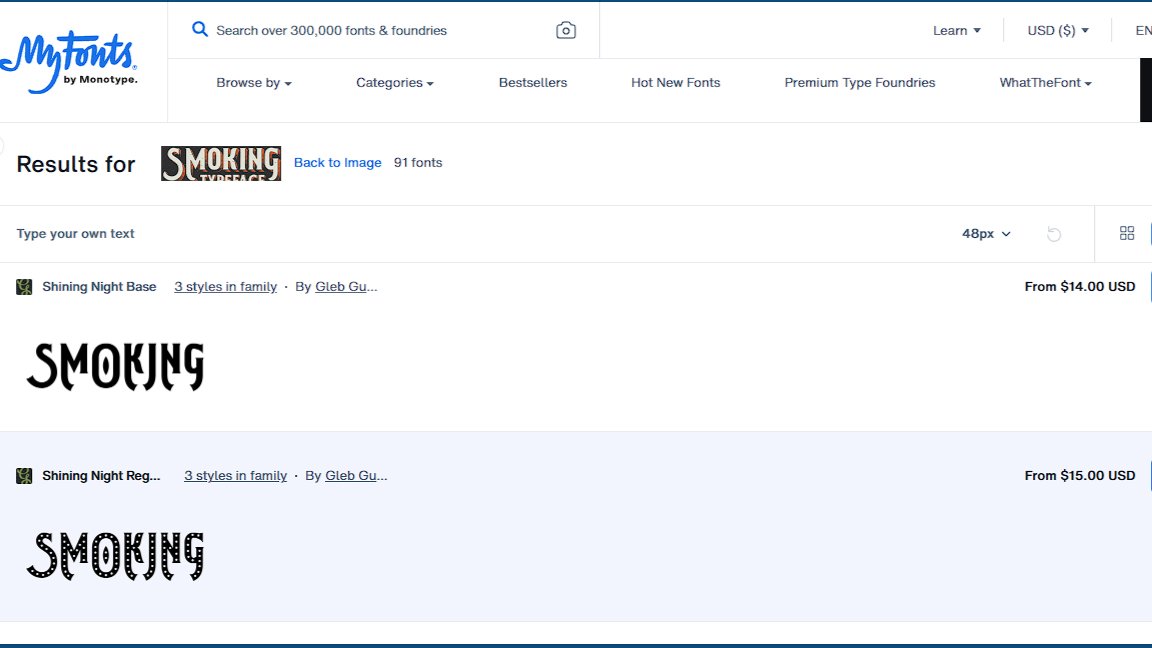 MyFonts
by Monotype.
Search over 300,000 fonts & foundries
Learn
USD ($)
EN
Browse by
Categories
Bestsellers
Hot New Fonts
Premium Type Foundries
WhatTheFont
Results for
SMOKING
TYPEFACE
Back to Image
91 fonts
Type your own text
48px
Shining Night Base
3 styles in family · By Gleb Gu...
From $14.00 USD
SMOKING
Shining Night Reg...
3 styles in family · By Gleb Gu...
From $15.00 USD
SMOKING